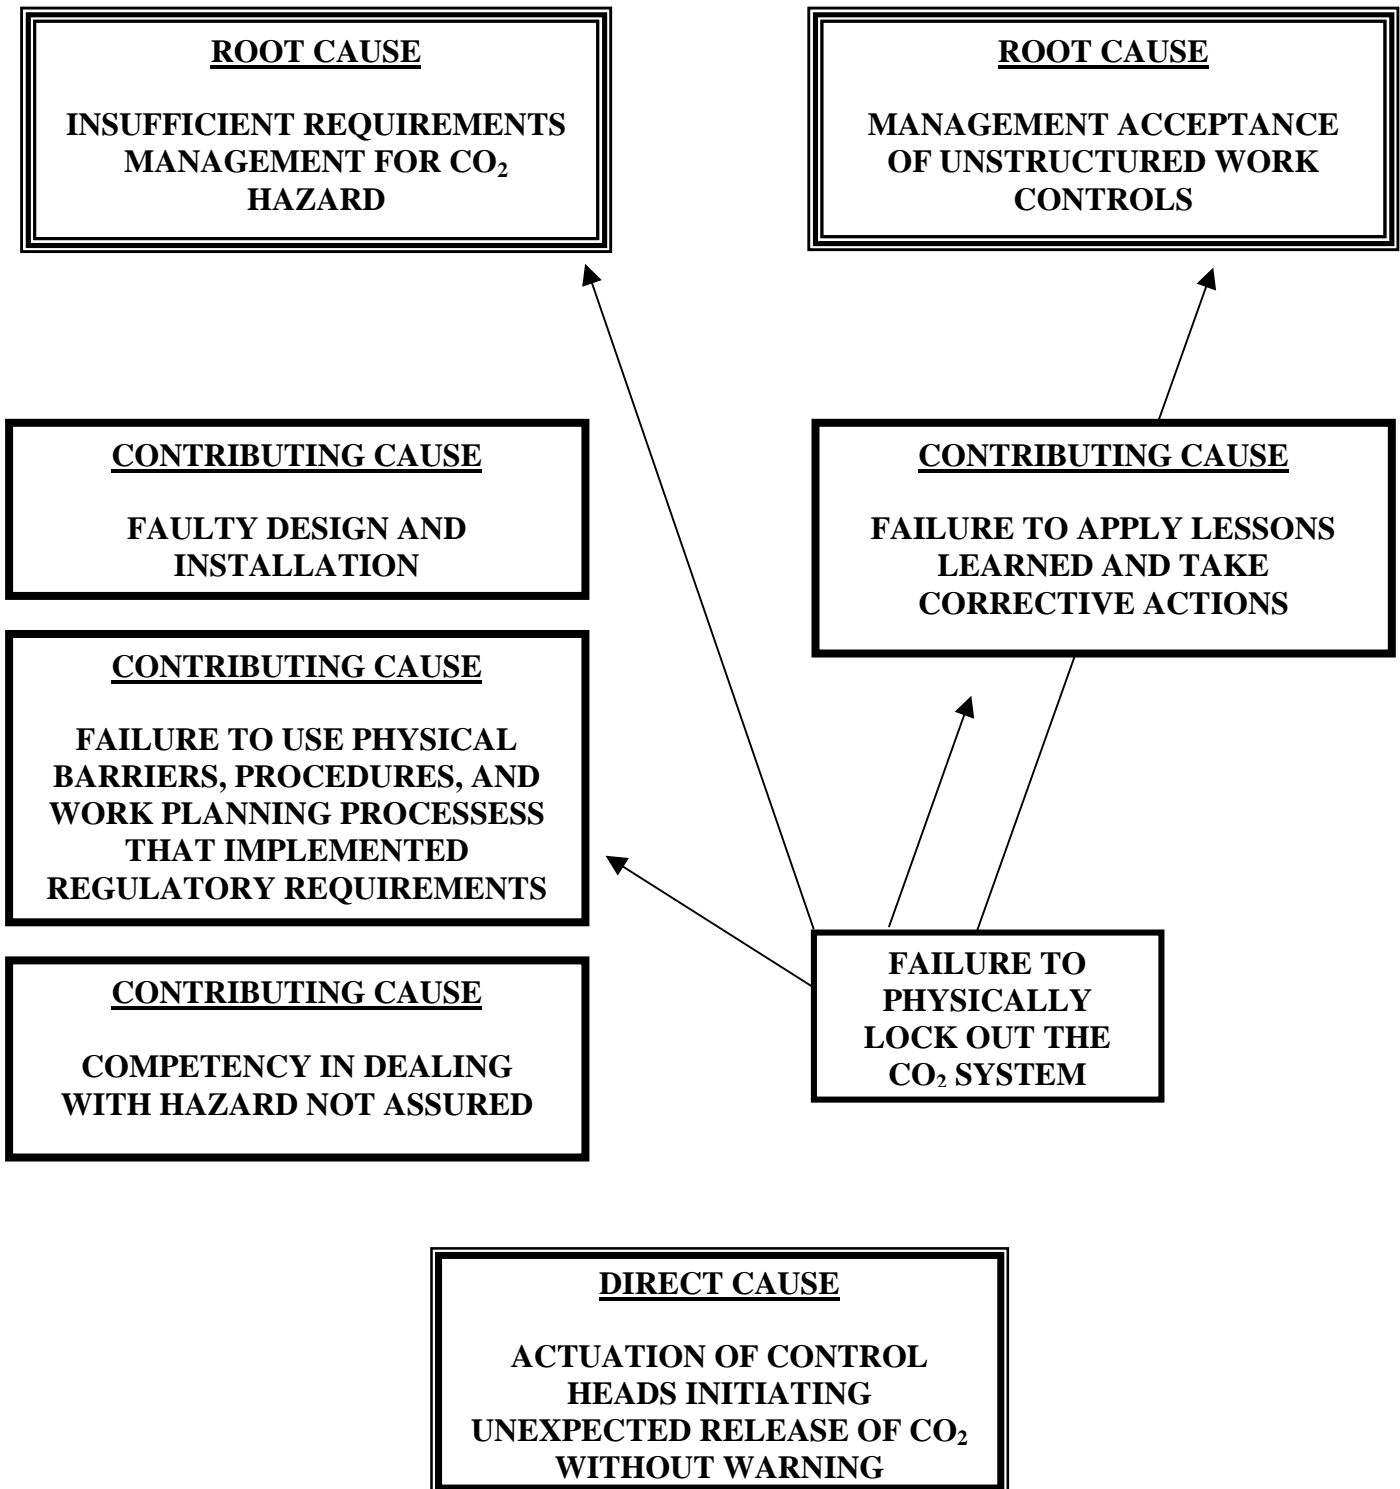 ROOT CAUSE
INSUFFICIENT REQUIREMENTS
MANAGEMENT FOR CO₂
HAZARD
ROOT CAUSE
MANAGEMENT ACCEPTANCE
OF UNSTRUCTURED WORK
CONTROLS
CONTRIBUTING CAUSE
FAULTY DESIGN AND
INSTALLATION
CONTRIBUTING CAUSE
FAILURE TO APPLY LESSONS
LEARNED AND TAKE
CORRECTIVE ACTIONS
CONTRIBUTING CAUSE
FAILURE TO USE PHYSICAL
BARRIERS, PROCEDURES, AND
WORK PLANNING PROCESSESS
THAT IMPLEMENTED
REGULATORY REQUIREMENTS
CONTRIBUTING CAUSE
COMPETENCY IN DEALING
WITH HAZARD NOT ASSURED
FAILURE TO
PHYSICALLY
LOCK OUT THE
CO₂ SYSTEM
DIRECT CAUSE
ACTUATION OF CONTROL
HEADS INITIATING
UNEXPECTED RELEASE OF CO₂
WITHOUT WARNING